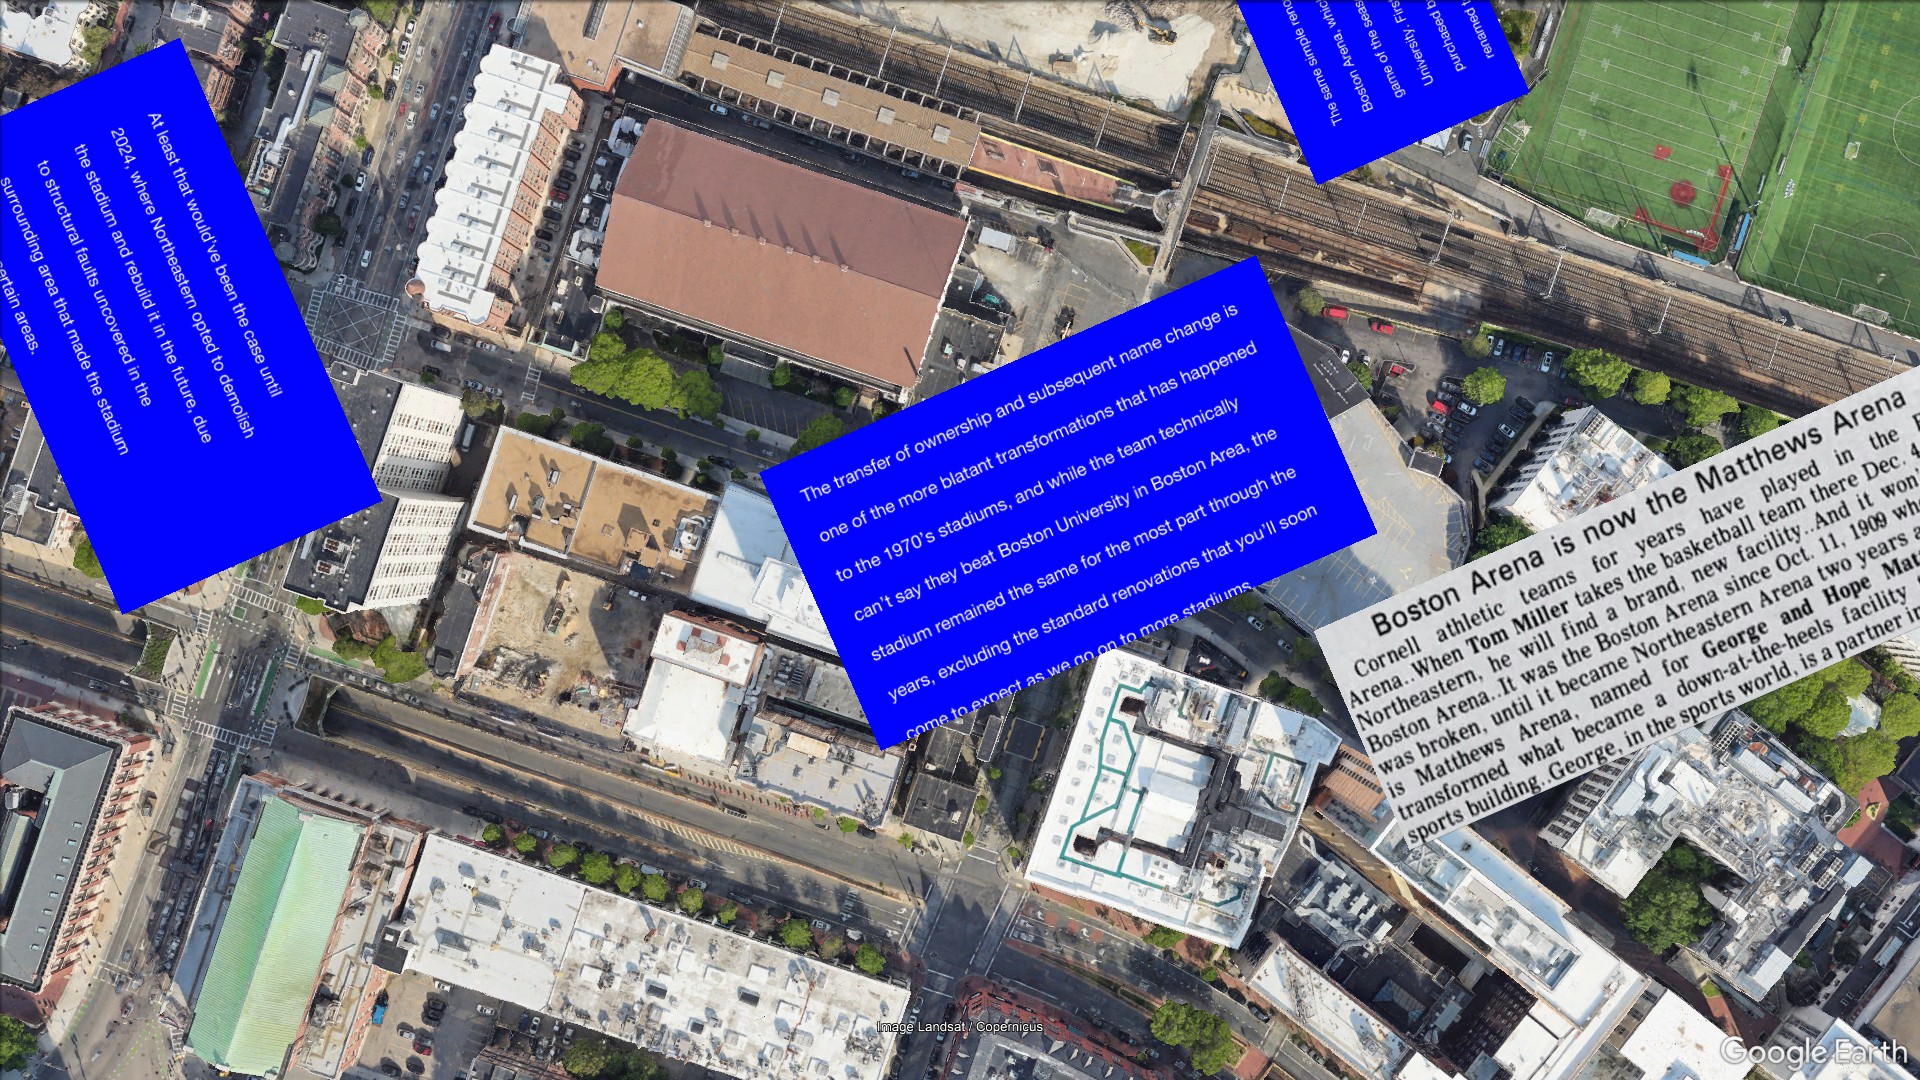 At least that would've been the case until
2024, where Northeastern opted to demolish
the stadium and rebuild it in the future, due
to structural faults uncovered in the
surrounding area that made the stadium
certain areas.
The same simple
Boston Arena,
game of the
University. First
purchased
renamed
The transfer of ownership and subsequent name change is
one of the more blatant transformations that has happened
to the 1970's stadiums, and while the team technically
can't say they beat Boston University in Boston Area, the
stadium remained the same for the most part through the
years, excluding the standard renovations that you'll soon
come to expect as we go on to more stadiums
Boston Arena is now the Matthews Arena
Cornell athletic teams for years have played in the
Arena..When Tom Miller takes the basketball team there Dec. 4
Northeastern, he will find a brand, new facility..And it won't
Boston Arena..It was the Boston Arena since Oct. 11, 1909
was broken, until it became Northeastern Arena two years
is Matthews Arena, named for George and Hope
transformed what became a down-at-the-heels facility
sports building..George, in the sports world, is a partner
Image Landsat / Copernicus
Google Earth